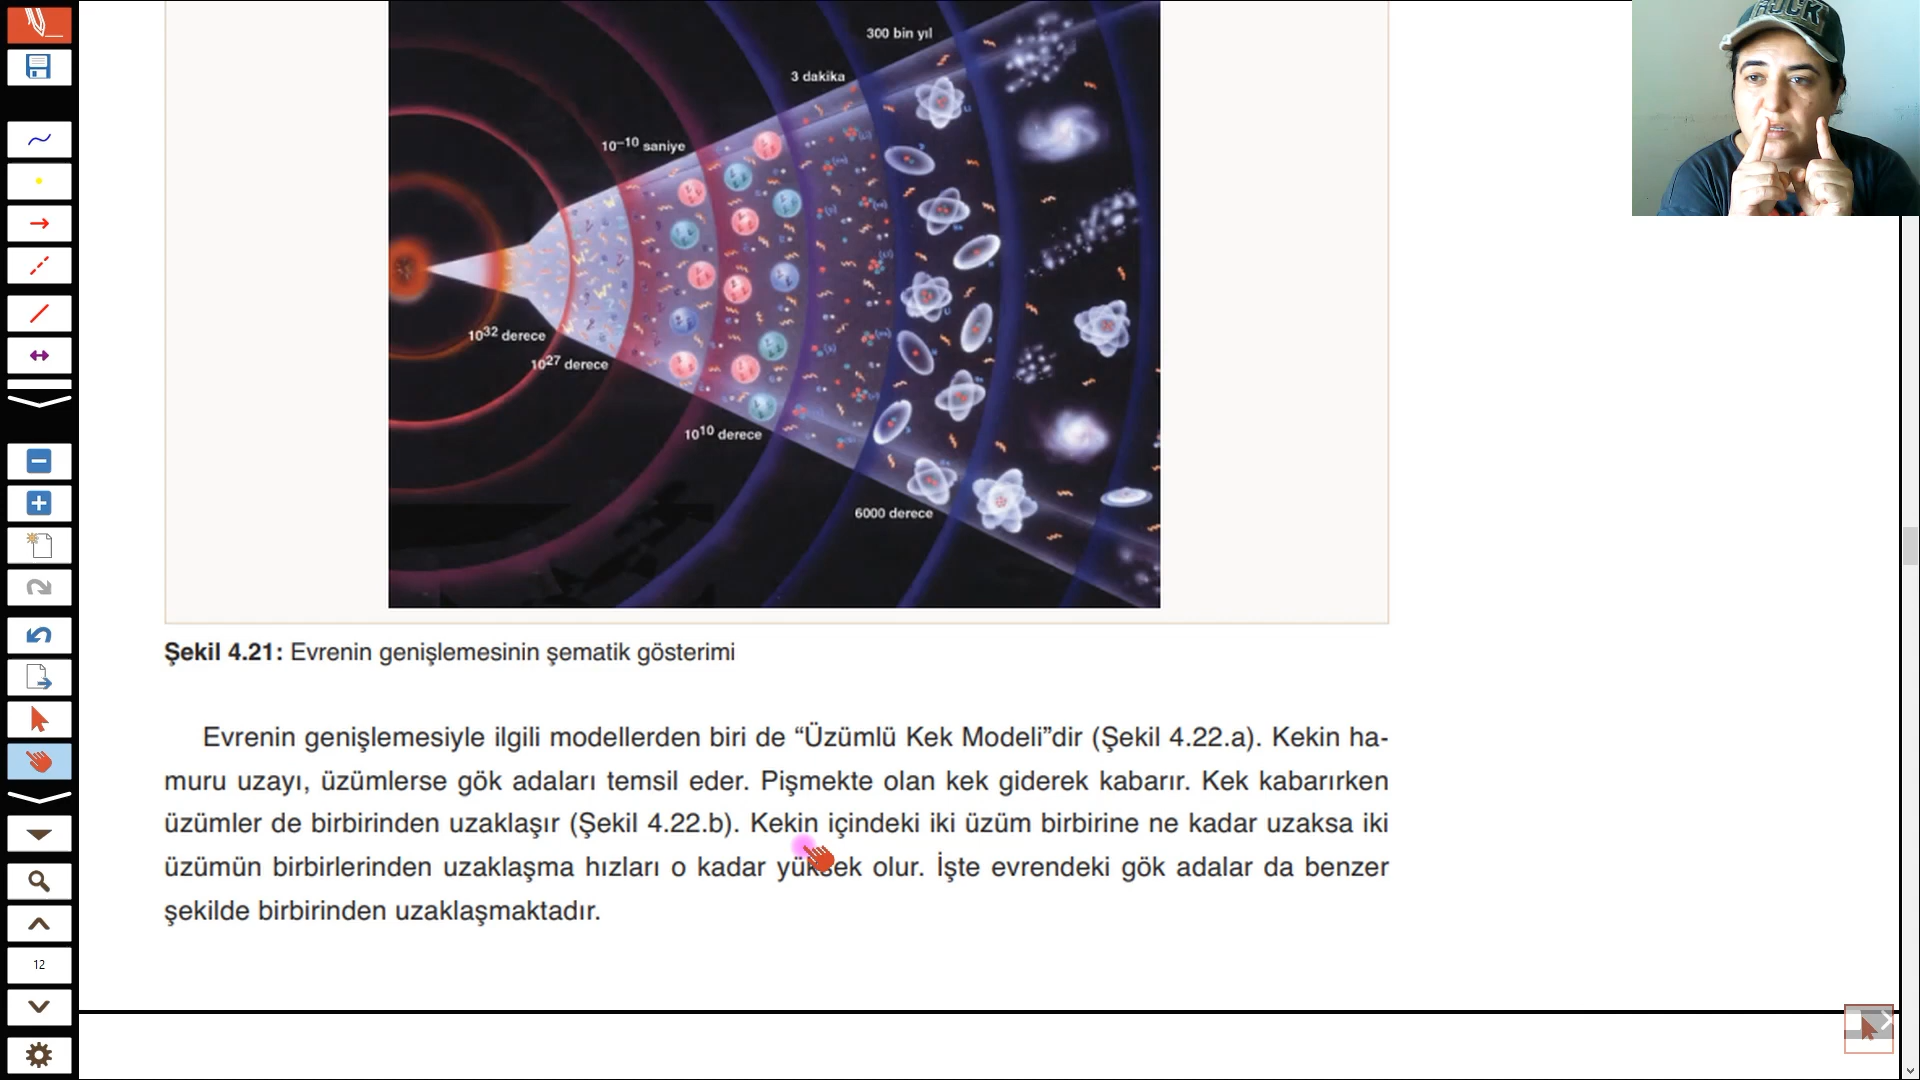 300 bin yıl
3 dakika
10⁻¹⁰ saniye
10³² derece
10²⁷ derece
10¹⁰ derece
6000 derece
Şekil 4.21: Evrenin genişlemesinin şematik gösterimi
Evrenin genişlemesiyle ilgili modellerden biri de “Üzümlü Kek Modeli”dir (Şekil 4.22.a). Kekin ha-
muru uzayı, üzümlerse gök adaları temsil eder. Pişmekte olan kek giderek kabarır. Kek kabarırken
üzümler de birbirinden uzaklaşır (Şekil 4.22.b). Kekin içindeki iki üzüm birbirine ne kadar uzaksa iki
üzümün birbirlerinden uzaklaşma hızları o kadar yüksek olur. İşte evrendeki gök adalar da benzer
şekilde birbirinden uzaklaşmaktadır.
12